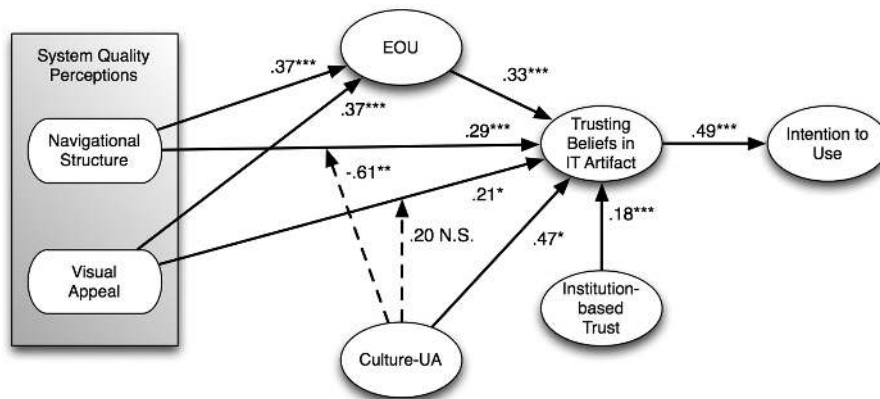 System Quality
Perceptions
EOU
.37***
.33***
.37***
Navigational
Structure
.29***
Trusting
Beliefs in
IT Artifact
.49***
Intention to
Use
-.61**
.21*
.20 N.S.
.47*
.18***
Visual
Appeal
Institution-
based
Trust
Culture-UA